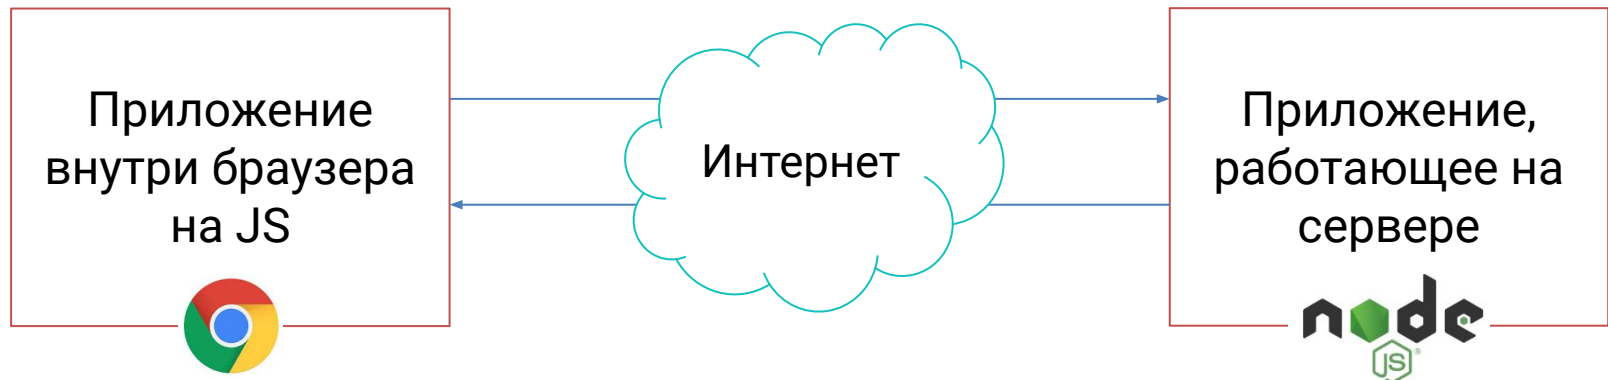 Приложение
внутри браузера
на JS
Интернет
Приложение,
работающее на
сервере
node
JS